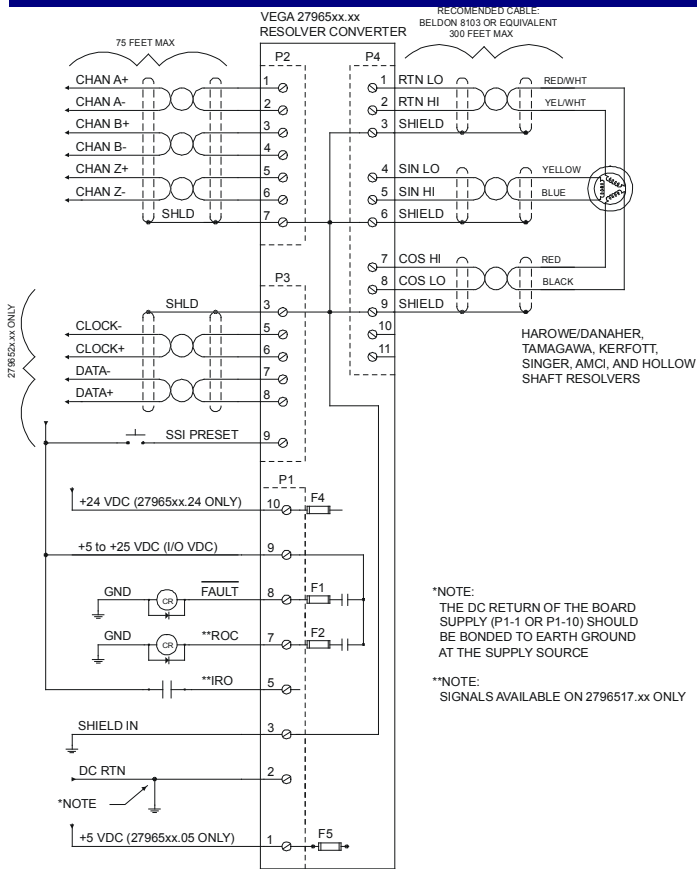 VEGA 27965xx.xx
RESOLVER CONVERTER
RECOMENDED CABLE:
BELDON 8103 OR EQUIVALENT
300 FEET MAX
75 FEET MAX
P2
P4
CHAN A+ 1
CHAN A- 2
CHAN B+ 3
CHAN B- 4
CHAN Z+ 5
CHAN Z- 6
SHLD 7
1 RTN LO RED/WHT
2 RTN HI YEL/WHT
3 SHIELD
4 SIN LO YELLOW
5 SIN HI BLUE
6 SHIELD
7 COS HI RED
8 COS LO BLACK
9 SHIELD
10
11
HAROWE/DANAHER,
TAMAGAWA, KERFOTT,
SINGER, AMCI, AND HOLLOW
SHAFT RESOLVERS
279652x.xx ONLY
P3
SHLD 3
CLOCK- 5
CLOCK+ 6
DATA- 7
DATA+ 8
SSI PRESET 9
P1
+24 VDC (27965xx.24 ONLY) 10 F4
+5 to +25 VDC (I/O VDC) 9
GND CR FAULT 8 F1
GND CR **ROC 7 F2
**IRO 5
SHIELD IN 3
DC RTN 2
*NOTE
+5 VDC (27965xx.05 ONLY) 1 F5
*NOTE:
THE DC RETURN OF THE BOARD
SUPPLY (P1-1 OR P1-10) SHOULD
BE BONDED TO EARTH GROUND
AT THE SUPPLY SOURCE
**NOTE:
SIGNALS AVAILABLE ON 2796517.xx ONLY